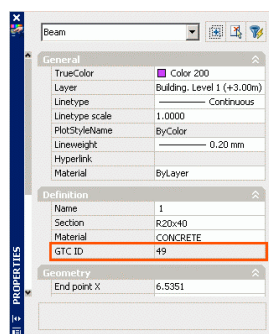 Beam
General
TrueColor Color 200
Layer Building. Level 1 (+3.00m)
Linetype Continuous
Linetype scale 1.0000
PlotStyleName ByColor
Lineweight 0.20 mm
Hyperlink
Material ByLayer
Definition
Name 1
Section R20x40
Material CONCRETE
GTC ID 49
Geometry
End point X 6.5351
PROPERTIES